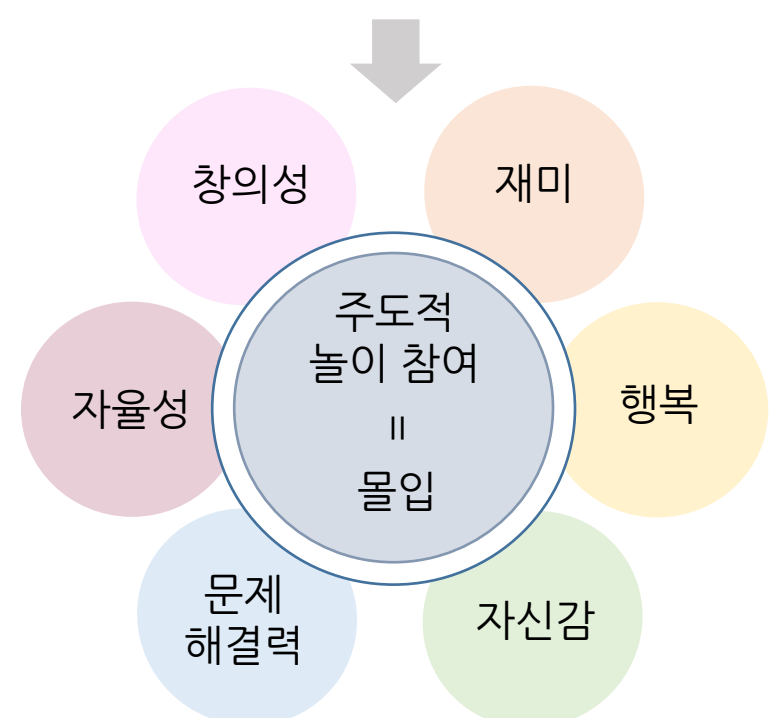 창의성
재미
주도적
놀이 참여
=
몰입
자율성
행복
문제
해결력
자신감